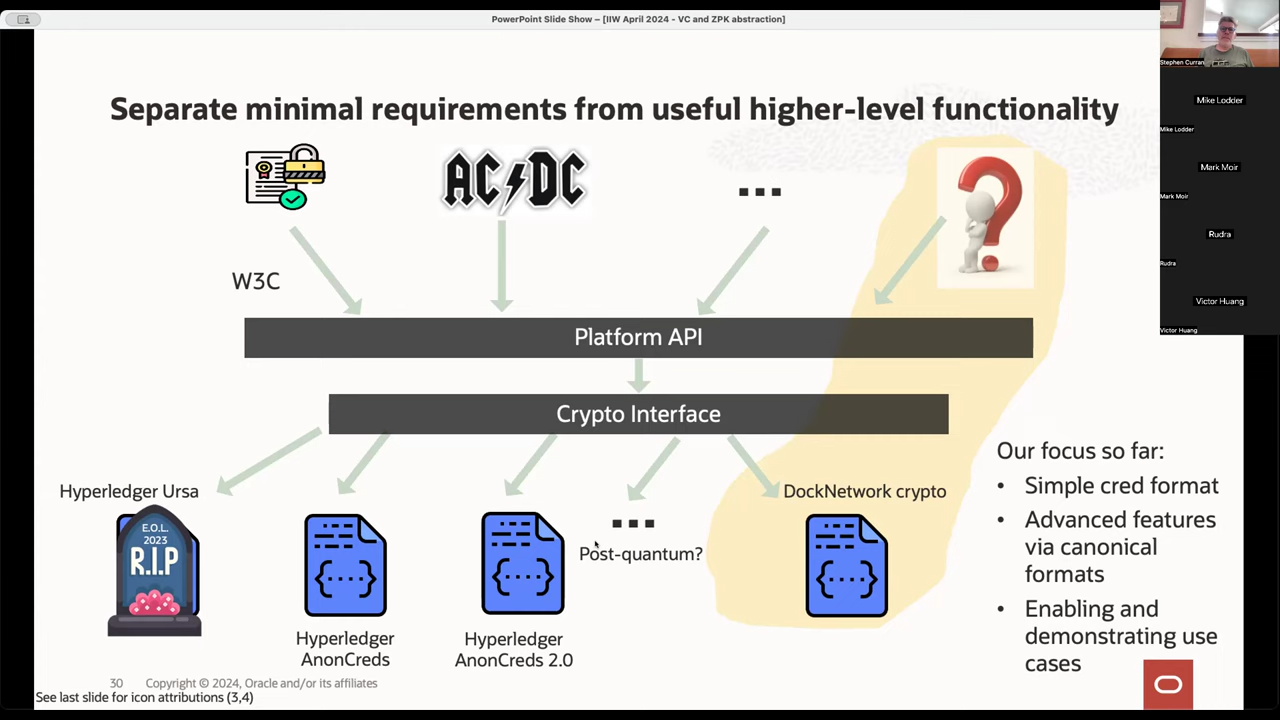 PowerPoint Slide Show – [IIW April 2024 - VC and ZPK abstraction]
Separate minimal requirements from useful higher-level functionality
AC DC
...
W3C
Platform API
Crypto Interface
Hyperledger Ursa
E.O.L.
2023
R.I.P
Hyperledger
AnonCreds
Hyperledger
AnonCreds 2.0
...
Post-quantum?
DockNetwork crypto
Our focus so far:
• Simple cred format
• Advanced features
via canonical
formats
• Enabling and
demonstrating use
cases
30 Copyright © 2024, Oracle and/or its affiliates
See last slide for icon attributions (3,4)
Stephen Curran
Mike Lodder
Mike Lodder
Mark Moir
Mark Moir
Rudra
Rudra
Victor Huang
Victor Huang